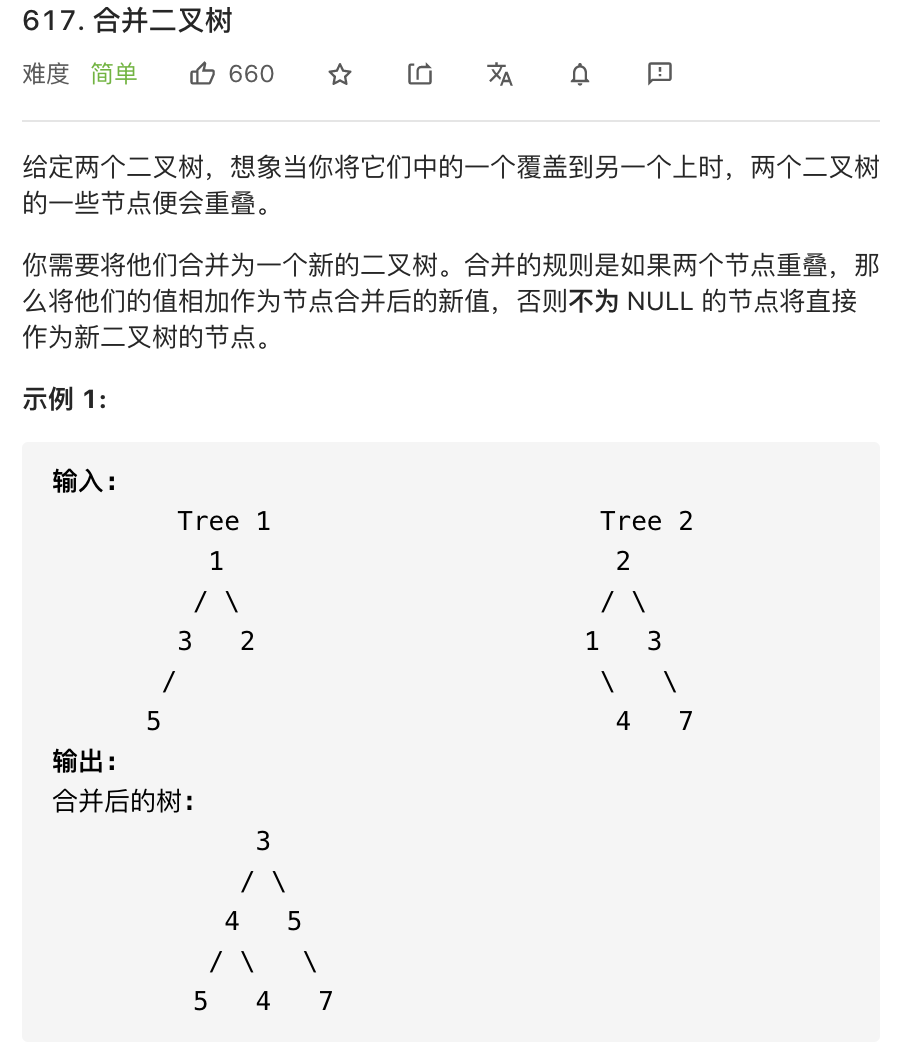 617. 合并二叉树
难度 简单 660
给定两个二叉树，想象当你将它们中的一个覆盖到另一个上时，两个二叉树
的一些节点便会重叠。
你需要将他们合并为一个新的二叉树。合并的规则是如果两个节点重叠，那
么将他们的值相加作为节点合并后的新值，否则不为 NULL 的节点将直接
作为新二叉树的节点。
示例 1:
输入:
Tree 1                     Tree 2
1                         2
/ \                       / \
3   2                     1   3
/                           \   \
5                             4   7
输出:
合并后的树:
3
/ \
4   5
/ \   \
5   4   7